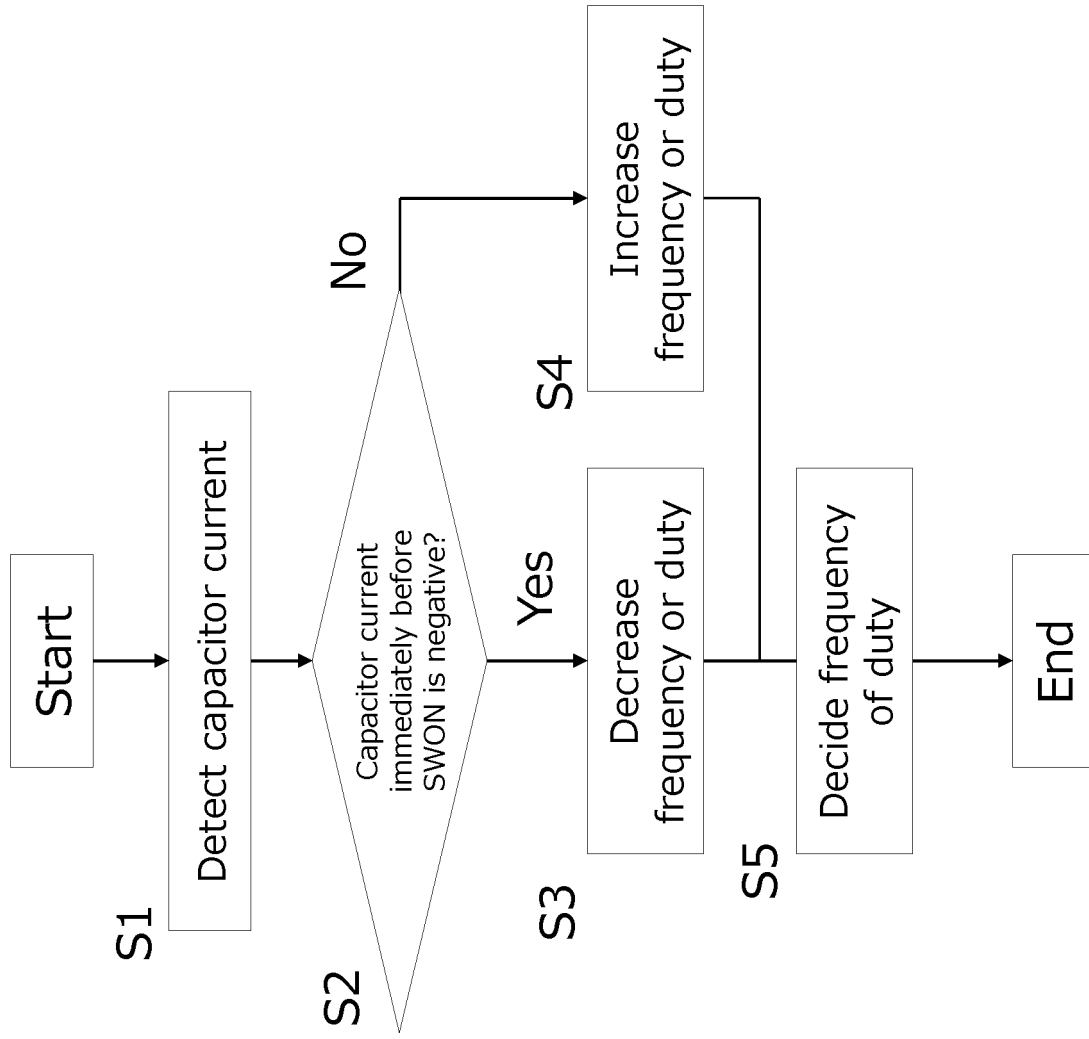 Start
S1
Detect capacitor current
S2
Capacitor current
immediately before
SWON is negative?
No
Yes
S3
Decrease
frequency or duty
S4
Increase
frequency or duty
S5
Decide frequency
of duty
End